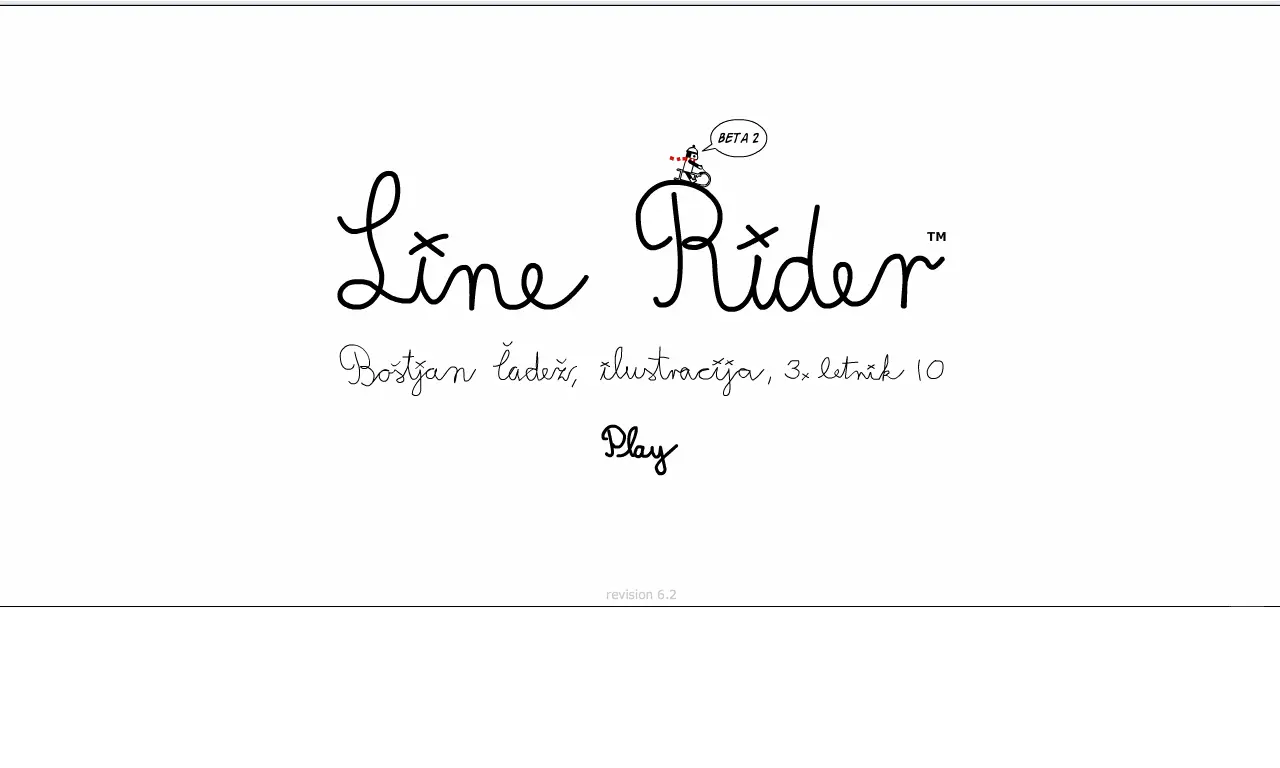 BETA 2
Line Rider™
Boštjan Čadež, ilustracija, 3. letnik 10
Play
revision 6.2